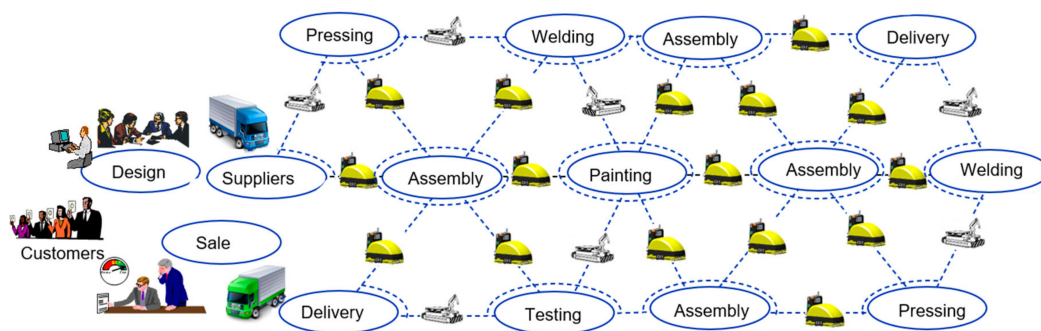 Pressing
Welding
Assembly
Delivery
Design
Suppliers
Assembly
Painting
Assembly
Welding
Customers
Sale
Delivery
Testing
Assembly
Pressing